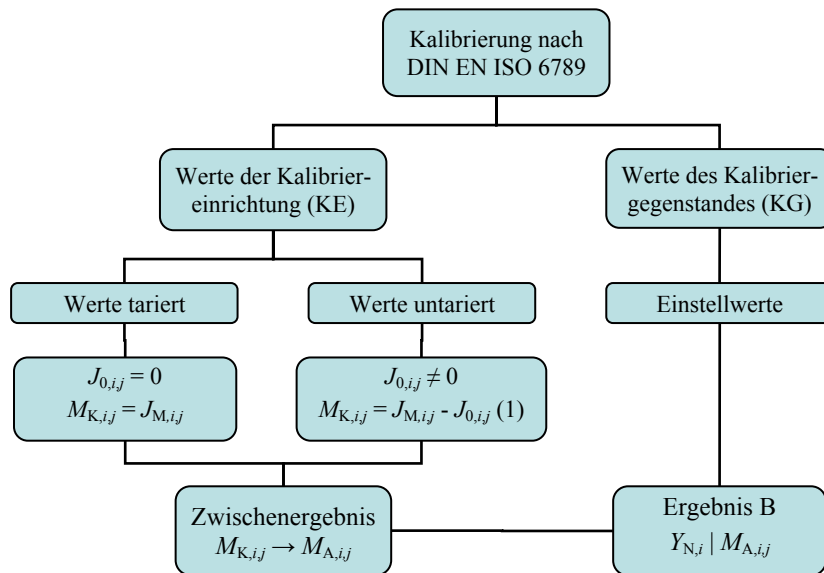 Kalibrierung nach
DIN EN ISO 6789
Werte der Kalibrier-
einrichtung (KE)
Werte des Kalibrier-
gegenstandes (KG)
Werte tariert
Werte untariert
Einstellwerte
J0,i,j = 0
MK,i,j = JM,i,j
J0,i,j ≠ 0
MK,i,j = JM,i,j - J0,i,j (1)
Zwischenergebnis
MK,i,j → MA,i,j
Ergebnis B
YN,i | MA,i,j